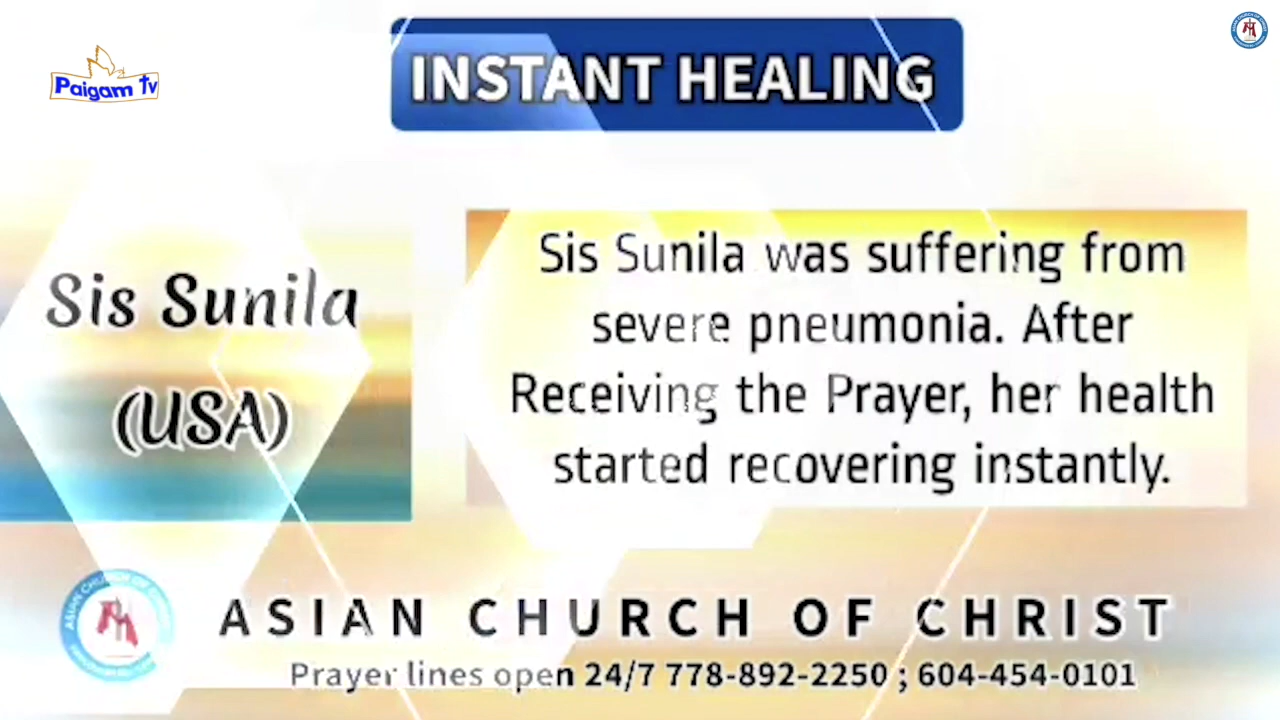 INSTANT HEALING
Paigam Tv
Sis Sunila
(USA)
Sis Sunila was suffering from
severe pneumonia. After
Receiving the Prayer, her health
started recovering instantly.
ASIAN CHURCH OF CHRIST
Prayer lines open 24/7 778-892-2250 ; 604-454-0101